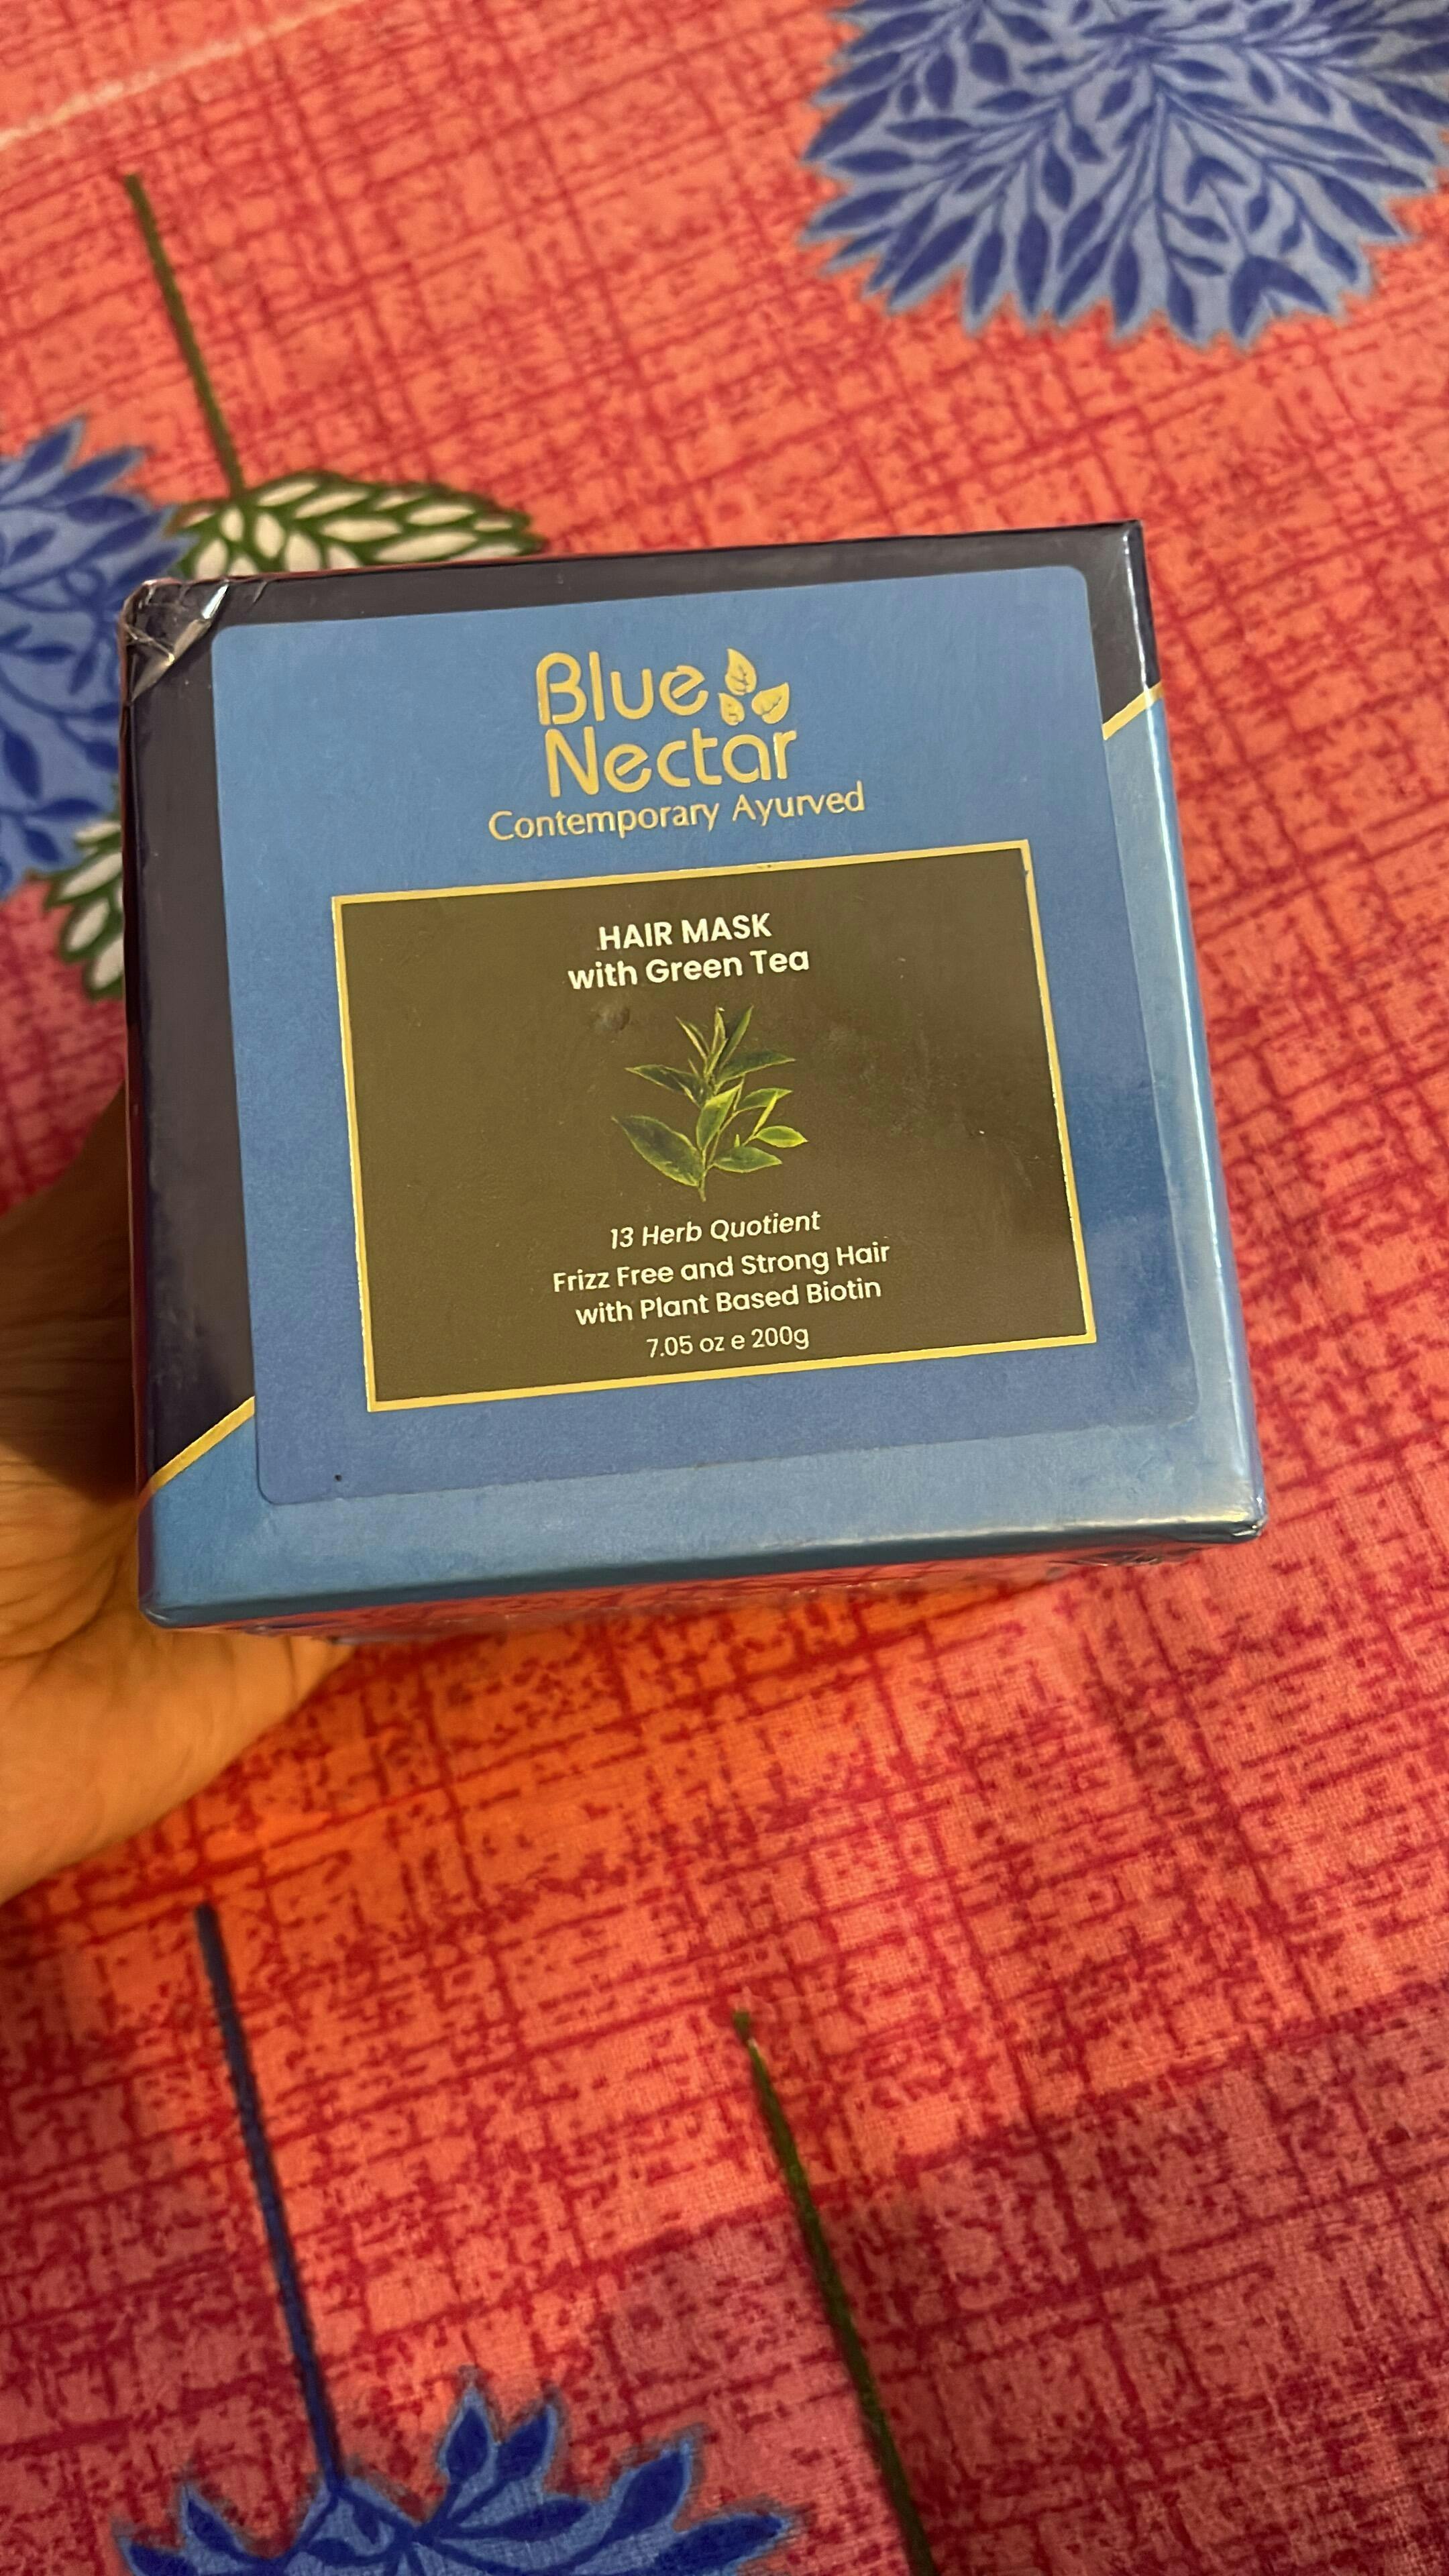 Blue
Nectar
Contemporary Ayurved
HAIR MASK
with Green Tea
13 Herb Quotient
Frizz Free and Strong Hair
with Plant Based Biotin
7.05 oz e 200g